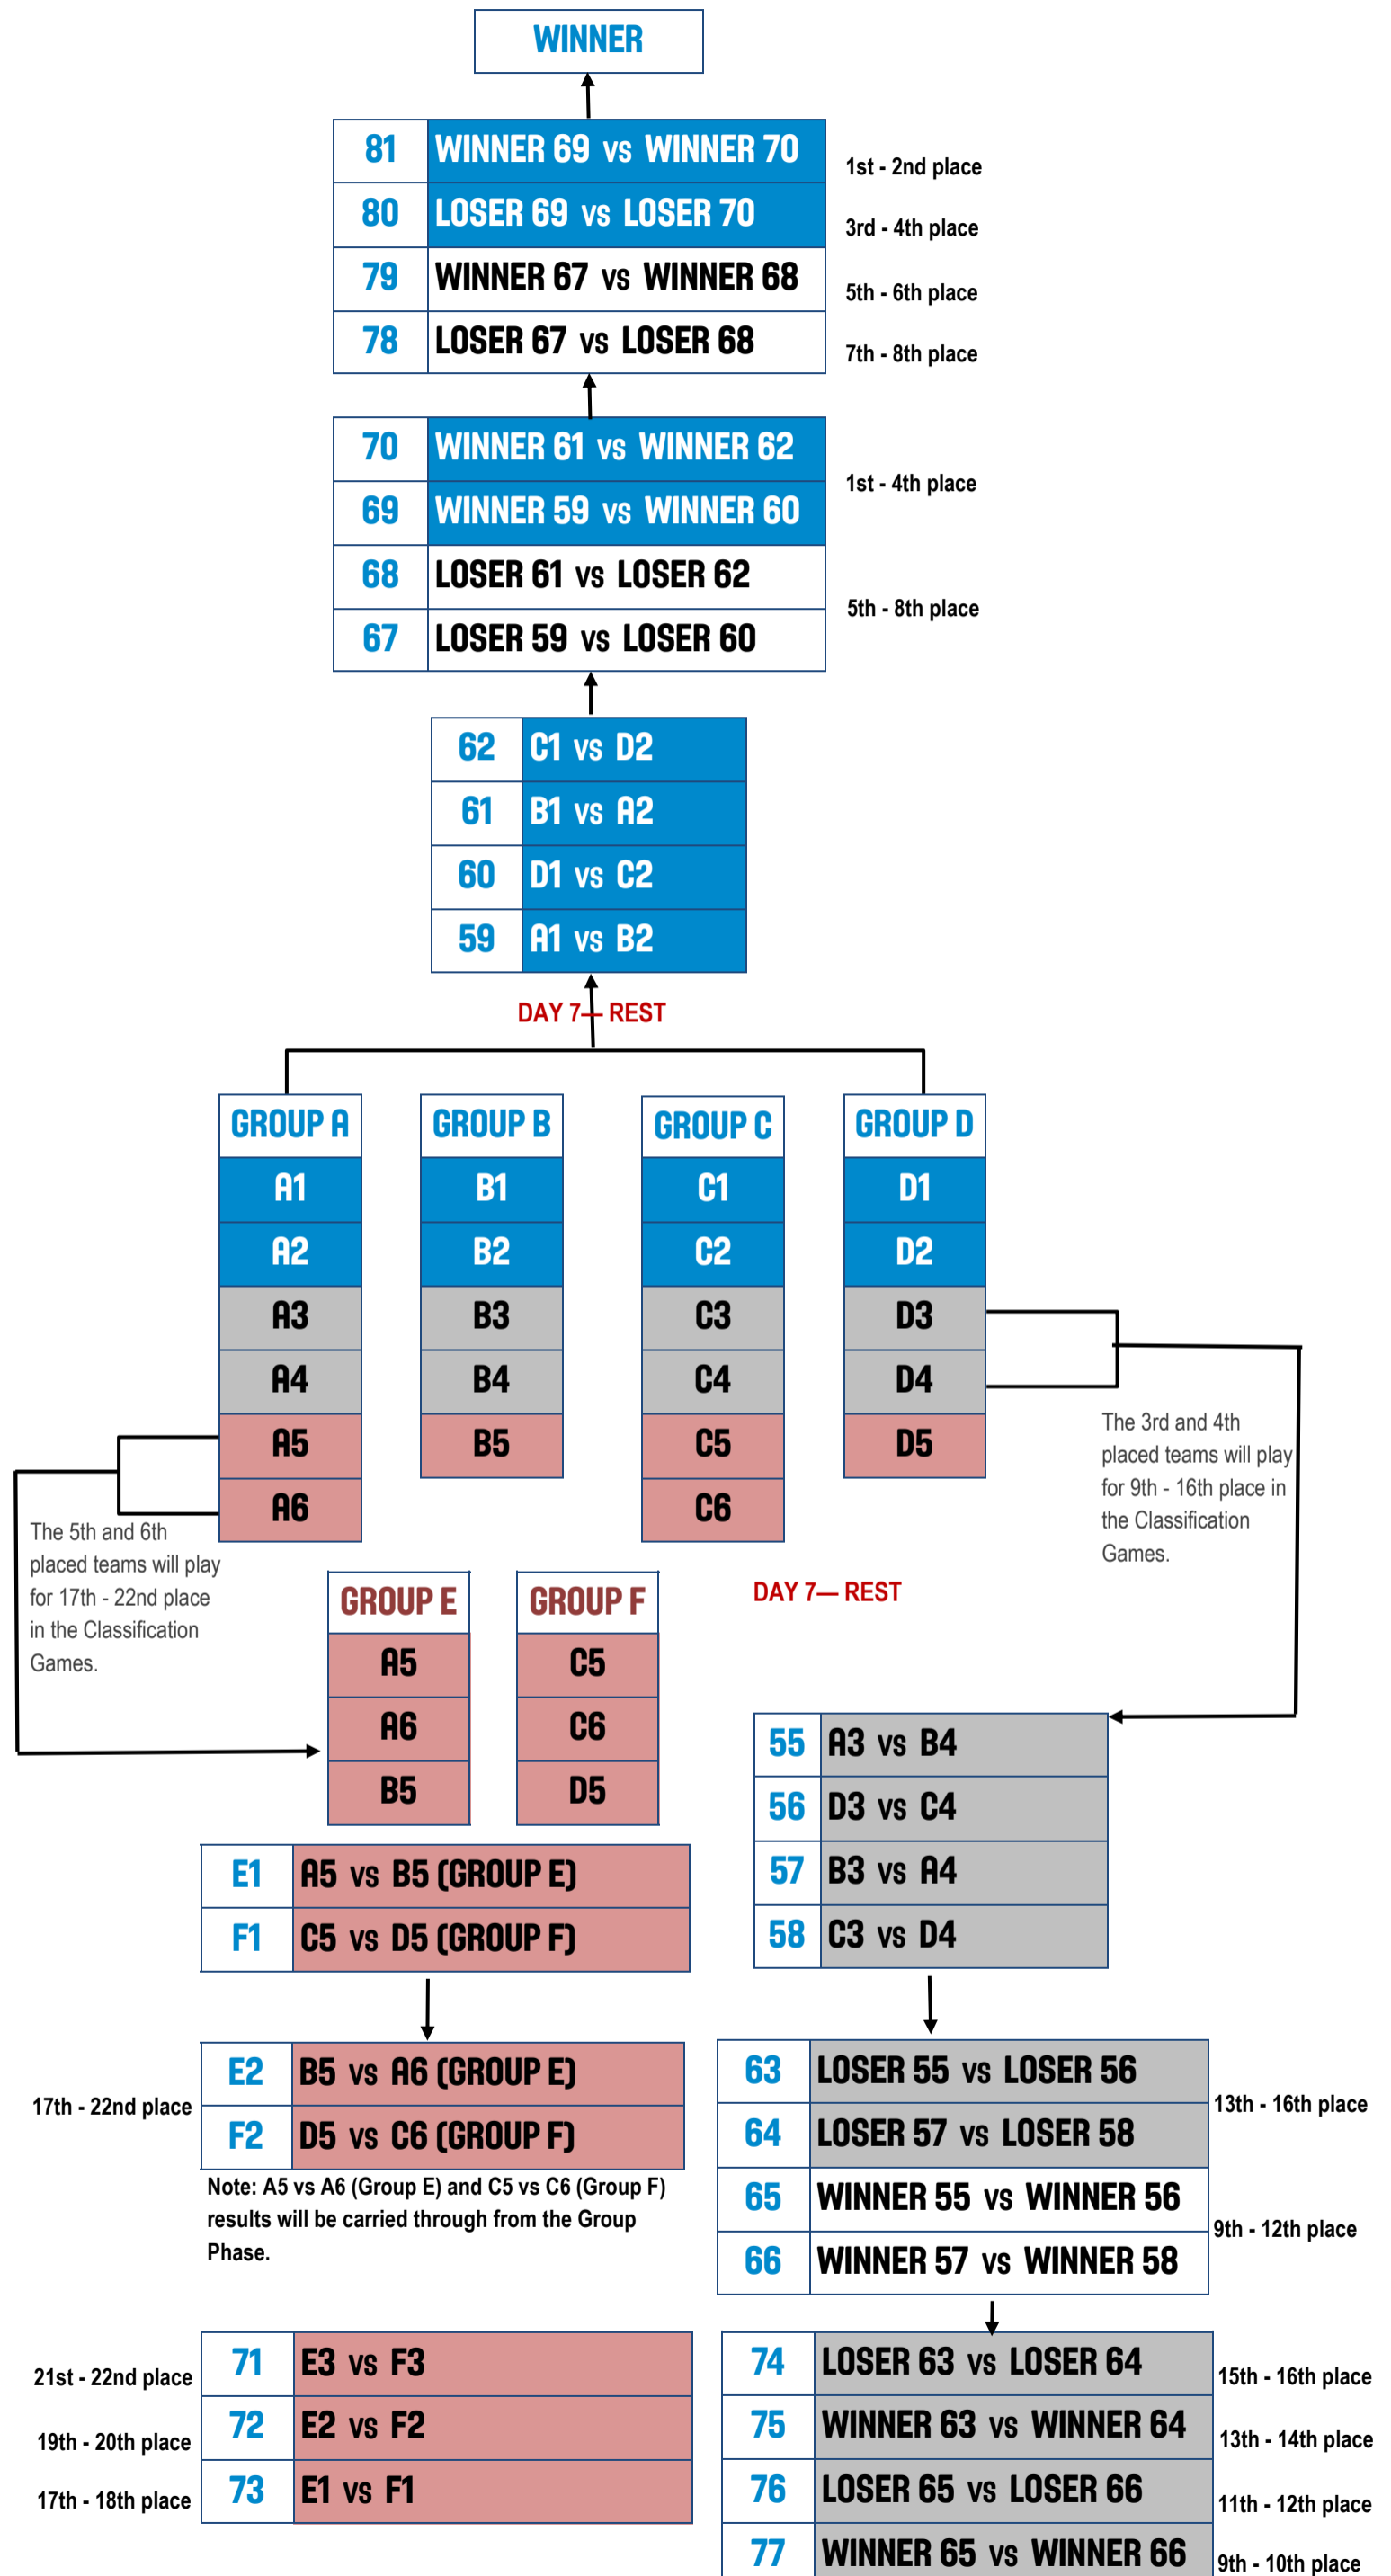 WINNER
81 WINNER 69 vs WINNER 70 1st - 2nd place
80 LOSER 69 vs LOSER 70 3rd - 4th place
79 WINNER 67 vs WINNER 68 5th - 6th place
78 LOSER 67 vs LOSER 68 7th - 8th place
70 WINNER 61 vs WINNER 62
1st - 4th place
69 WINNER 59 vs WINNER 60
68 LOSER 61 vs LOSER 62
5th - 8th place
67 LOSER 59 vs LOSER 60
62 C1 vs D2
61 B1 vs A2
60 D1 vs C2
59 A1 vs B2
DAY 7— REST
GROUP A GROUP B GROUP C GROUP D
A1 B1 C1 D1
A2 B2 C2 D2
A3 B3 C3 D3
A4 B4 C4 D4
A5 B5 C5 D5
A6 C6
The 3rd and 4th
placed teams will play
for 9th - 16th place in
the Classification
Games.
The 5th and 6th
placed teams will play
for 17th - 22nd place
in the Classification
Games.
GROUP E GROUP F
A5 C5
A6 C6
B5 D5
DAY 7— REST
55 A3 vs B4
56 D3 vs C4
57 B3 vs A4
58 C3 vs D4
E1 A5 vs B5 (GROUP E)
F1 C5 vs D5 (GROUP F)
E2 B5 vs A6 (GROUP E)
17th - 22nd place
F2 D5 vs C6 (GROUP F)
Note: A5 vs A6 (Group E) and C5 vs C6 (Group F)
results will be carried through from the Group
Phase.
63 LOSER 55 vs LOSER 56
13th - 16th place
64 LOSER 57 vs LOSER 58
65 WINNER 55 vs WINNER 56
9th - 12th place
66 WINNER 57 vs WINNER 58
21st - 22nd place 71 E3 vs F3
19th - 20th place 72 E2 vs F2
17th - 18th place 73 E1 vs F1
74 LOSER 63 vs LOSER 64 15th - 16th place
75 WINNER 63 vs WINNER 64 13th - 14th place
76 LOSER 65 vs LOSER 66 11th - 12th place
77 WINNER 65 vs WINNER 66 9th - 10th place